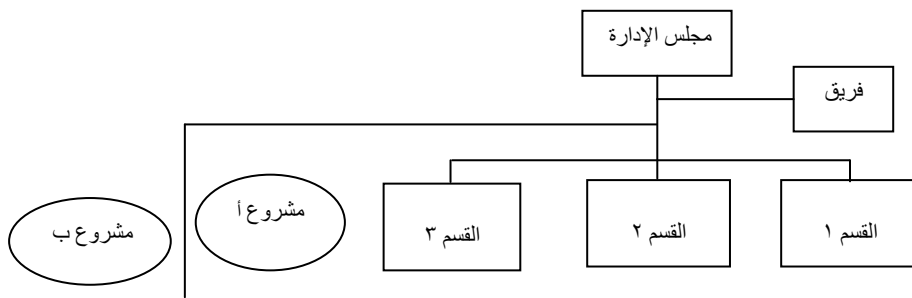 مجلس الإدارة
فريق
القسم ١
القسم ٢
القسم ٣
مشروع أ
مشروع ب